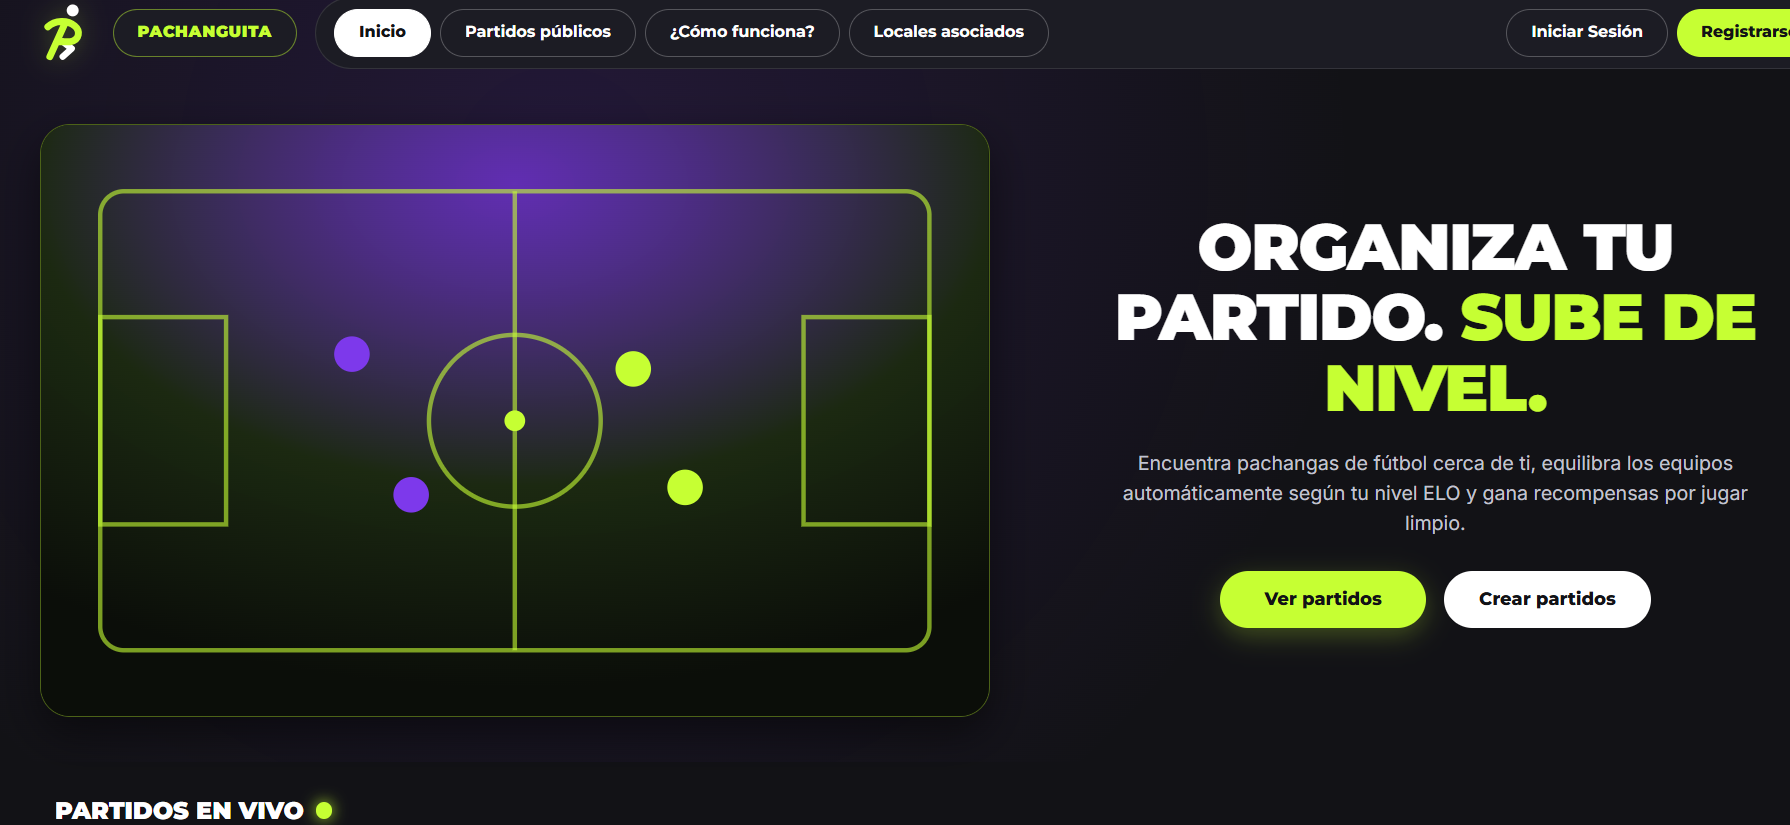 PACHANGUITA
Inicio
Partidos públicos
¿Cómo funciona?
Locales asociados
Iniciar Sesión
Registrarse
ORGANIZA TU
PARTIDO. SUBE DE
NIVEL.
Encuentra pachangas de fútbol cerca de ti, equilibra los equipos
automáticamente según tu nivel ELO y gana recompensas por jugar
limpio.
Ver partidos
Crear partidos
PARTIDOS EN VIVO